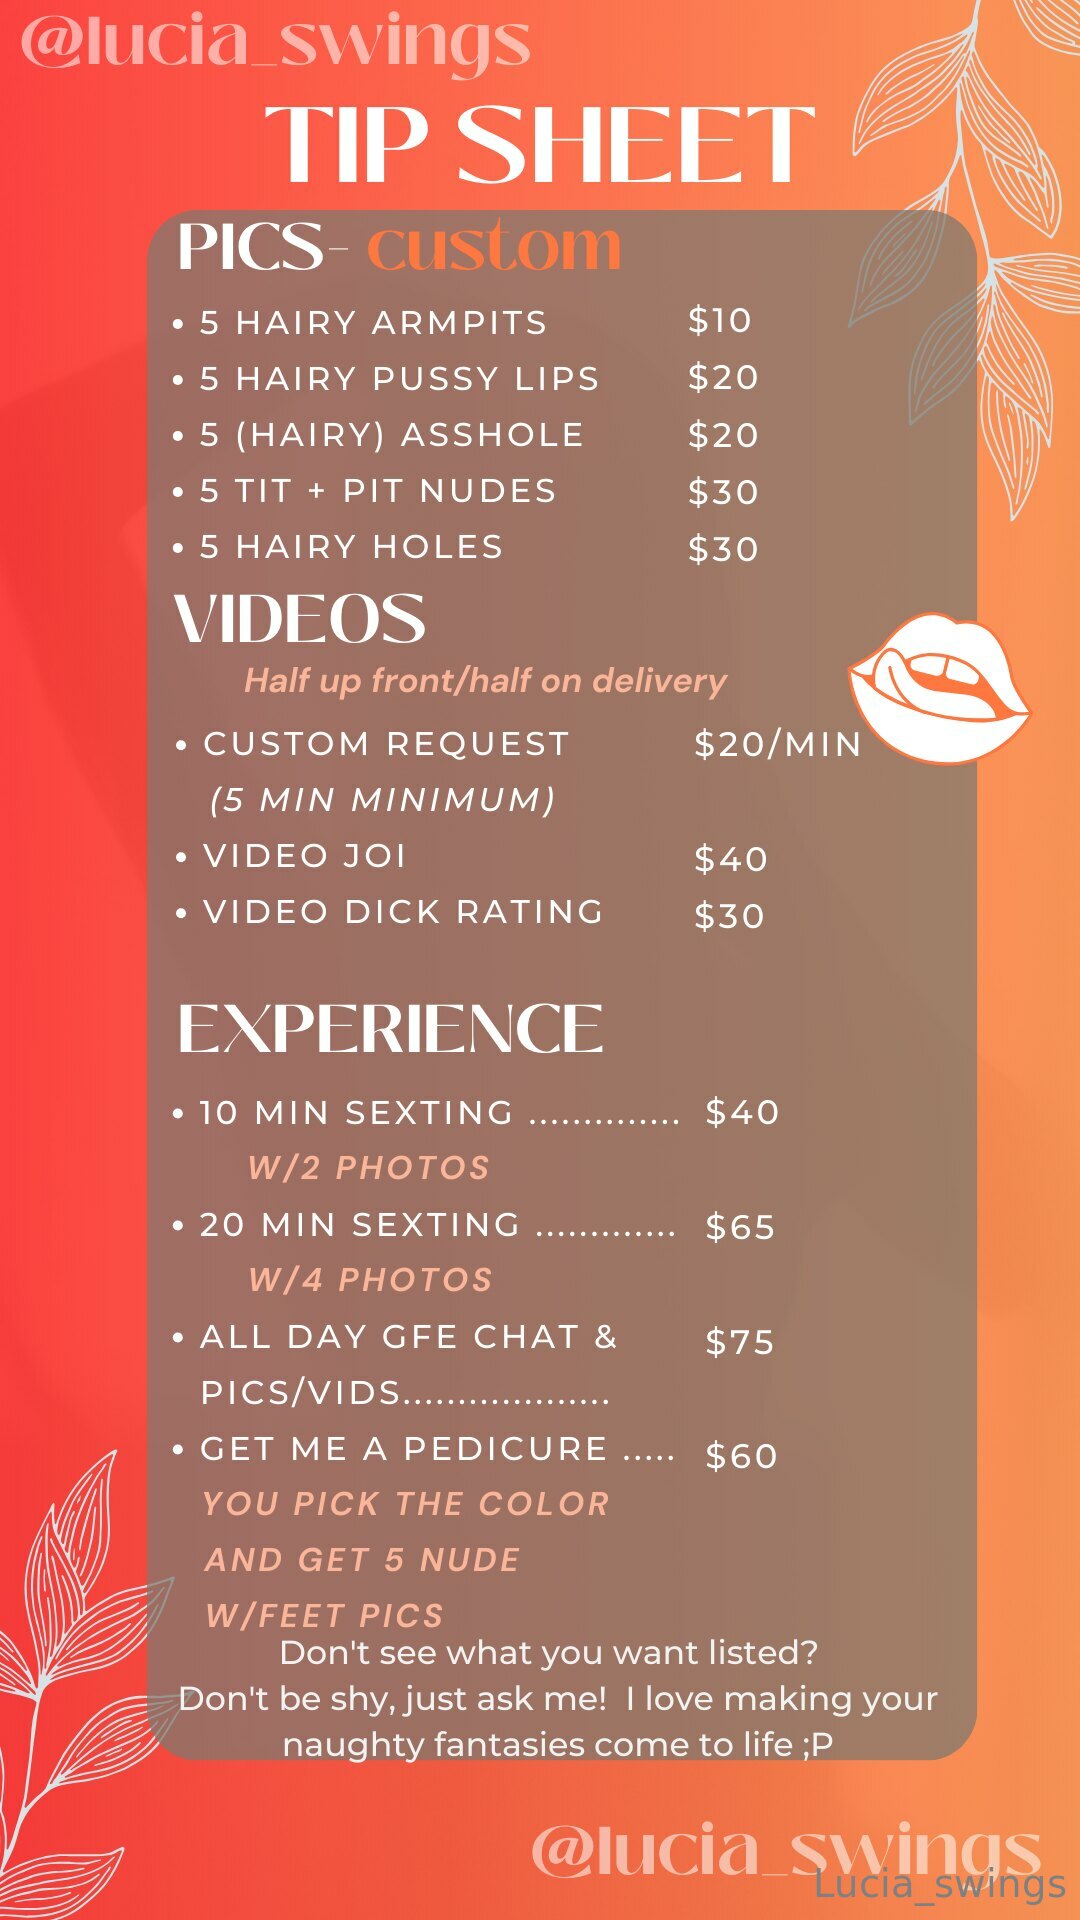 @lucia_swings
TIP SHEET
PICS- custom
• 5 HAIRY ARMPITS $10
• 5 HAIRY PUSSY LIPS $20
• 5 (HAIRY) ASSHOLE $20
• 5 TIT + PIT NUDES $30
• 5 HAIRY HOLES $30
VIDEOS
Half up front/half on delivery
• CUSTOM REQUEST $20/MIN
(5 MIN MINIMUM)
• VIDEO JOI $40
• VIDEO DICK RATING $30
EXPERIENCE
• 10 MIN SEXTING .............. $40
W/2 PHOTOS
• 20 MIN SEXTING ............. $65
W/4 PHOTOS
• ALL DAY GFE CHAT & $75
PICS/VIDS...................
• GET ME A PEDICURE ..... $60
YOU PICK THE COLOR
AND GET 5 NUDE
W/FEET PICS
Don't see what you want listed?
Don't be shy, just ask me! I love making your
naughty fantasies come to life ;P
@lucia_swings
Lucia_swings